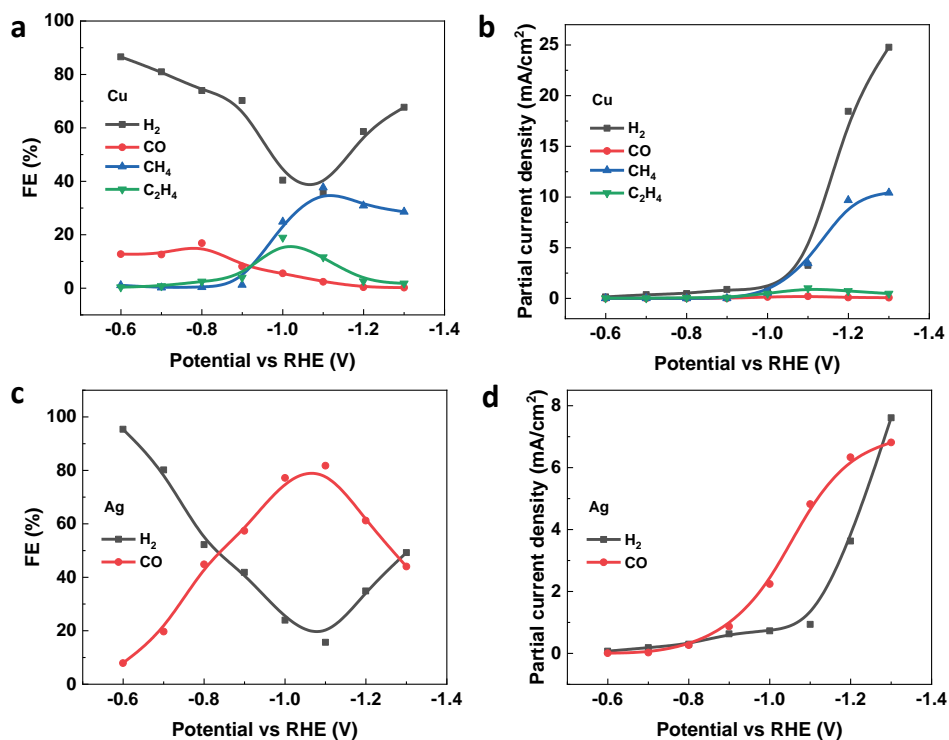 a
100
80
60
40
20
0
FE (%)
Cu
H₂
CO
CH₄
C₂H₄
-0.6 -0.8 -1.0 -1.2 -1.4
Potential vs RHE (V)
b
25
20
15
10
5
0
Partial current density (mA/cm²)
Cu
H₂
CO
CH₄
C₂H₄
-0.6 -0.8 -1.0 -1.2 -1.4
Potential vs RHE (V)
c
100
80
60
40
20
0
FE (%)
Ag
H₂
CO
-0.6 -0.8 -1.0 -1.2 -1.4
Potential vs RHE (V)
d
8
6
4
2
0
Partial current density (mA/cm²)
Ag
H₂
CO
-0.6 -0.8 -1.0 -1.2 -1.4
Potential vs RHE (V)